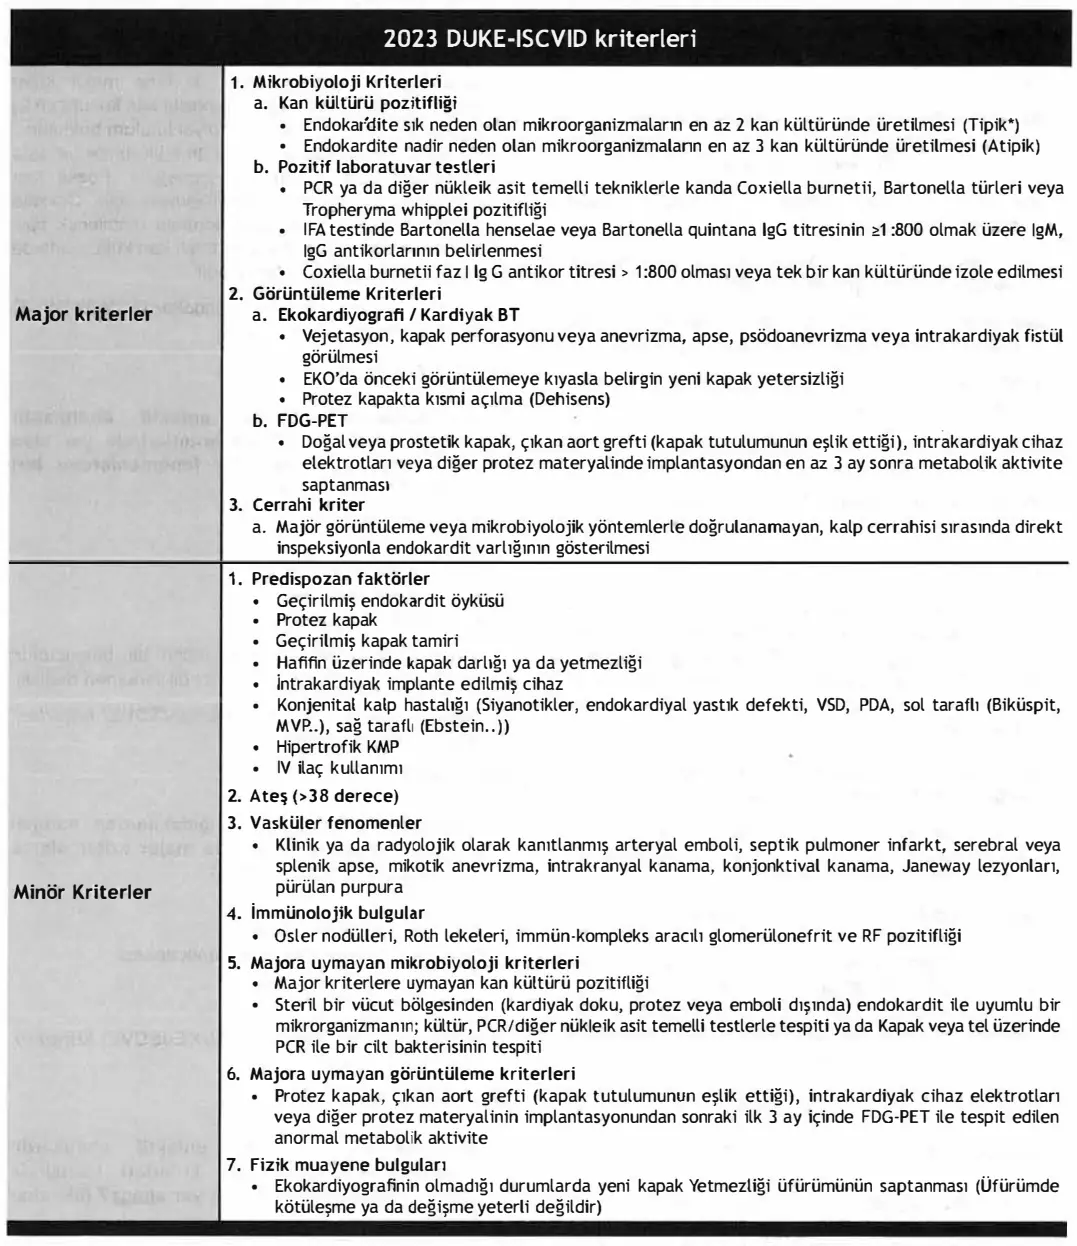 2023 DUKE-ISCVID kriterleri
Major kriterler
1. Mikrobiyoloji Kriterleri
a. Kan kültürü pozitifliği
• Endokardite sık neden olan mikroorganizmaların en az 2 kan kültüründe üretilmesi (Tipik*)
• Endokardite nadir neden olan mikroorganizmaların en az 3 kan kültüründe üretilmesi (Atipik)
b. Pozitif laboratuvar testleri
• PCR ya da diğer nükleik asit temelli tekniklerle kanda Coxiella burnetii, Bartonella türleri veya
Tropheryma whipplei pozitifliği
• IFA testinde Bartonella henselae veya Bartonella quintana IgG titresinin ≥1:800 olmak üzere IgM,
IgG antikorlarının belirlenmesi
• Coxiella burnetii faz I Ig G antikor titresi > 1:800 olması veya tek bir kan kültüründe izole edilmesi
2. Görüntüleme Kriterleri
a. Ekokardiyografi / Kardiyak BT
• Vejetasyon, kapak perforasyonu veya anevrizma, apse, psödoanevrizma veya intrakardiyak fistül
görülmesi
• EKO'da önceki görüntülemeye kıyasla belirgin yeni kapak yetersizliği
• Protez kapakta kısmi açılma (Dehisens)
b. FDG-PET
• Doğal veya prostetik kapak, çıkan aort grefti (kapak tutulumunun eşlik ettiği), intrakardiyak cihaz
elektrotları veya diğer protez materyalinde implantasyondan en az 3 ay sonra metabolik aktivite
saptanması
3. Cerrahi kriter
a. Majör görüntüleme veya mikrobiyolojik yöntemlerle doğrulanamayan, kalp cerrahisi sırasında direkt
inspeksiyonla endokardit varlığının gösterilmesi
Minör Kriterler
1. Predispozan faktörler
• Geçirilmiş endokardit öyküsü
• Protez kapak
• Geçirilmiş kapak tamiri
• Hafifin üzerinde kapak darlığı ya da yetmezliği
• İntrakardiyak implante edilmiş cihaz
• Konjenital kalp hastalığı (Siyanotikler, endokardiyal yastık defekti, VSD, PDA, sol taraflı (Biküspit,
MVP..), sağ taraflı (Ebstein..))
• Hipertrofik KMP
• IV ilaç kullanımı
2. Ateş (>38 derece)
3. Vasküler fenomenler
• Klinik ya da radyolojik olarak kanıtlanmış arteryal emboli, septik pulmoner infarkt, serebral veya
splenik apse, mikotik anevrizma, intrakranyal kanama, konjonktival kanama, Janeway lezyonları,
pürülan purpura
4. İmmünolojik bulgular
• Osler nodülleri, Roth lekeleri, immün-kompleks aracılı glomerülonefrit ve RF pozitifliği
5. Majora uymayan mikrobiyoloji kriterleri
• Major kriterlere uymayan kan kültürü pozitifliği
• Steril bir vücut bölgesinden (kardiyak doku, protez veya emboli dışında) endokardit ile uyumlu bir
mikrorganizmanın; kültür, PCR/diğer nükleik asit temelli testlerle tespiti ya da Kapak veya tel üzerinde
PCR ile bir cilt bakterisinin tespiti
6. Majora uymayan görüntüleme kriterleri
• Protez kapak, çıkan aort grefti (kapak tutulumunun eşlik ettiği), intrakardiyak cihaz elektrotları
veya diğer protez materyalinin implantasyonundan sonraki ilk 3 ay içinde FDG-PET ile tespit edilen
anormal metabolik aktivite
7. Fizik muayene bulguları
• Ekokardiyografinin olmadığı durumlarda yeni kapak Yetmezliği üfürümünün saptanması (Üfürümde
kötüleşme ya da değişme yeterli değildir)